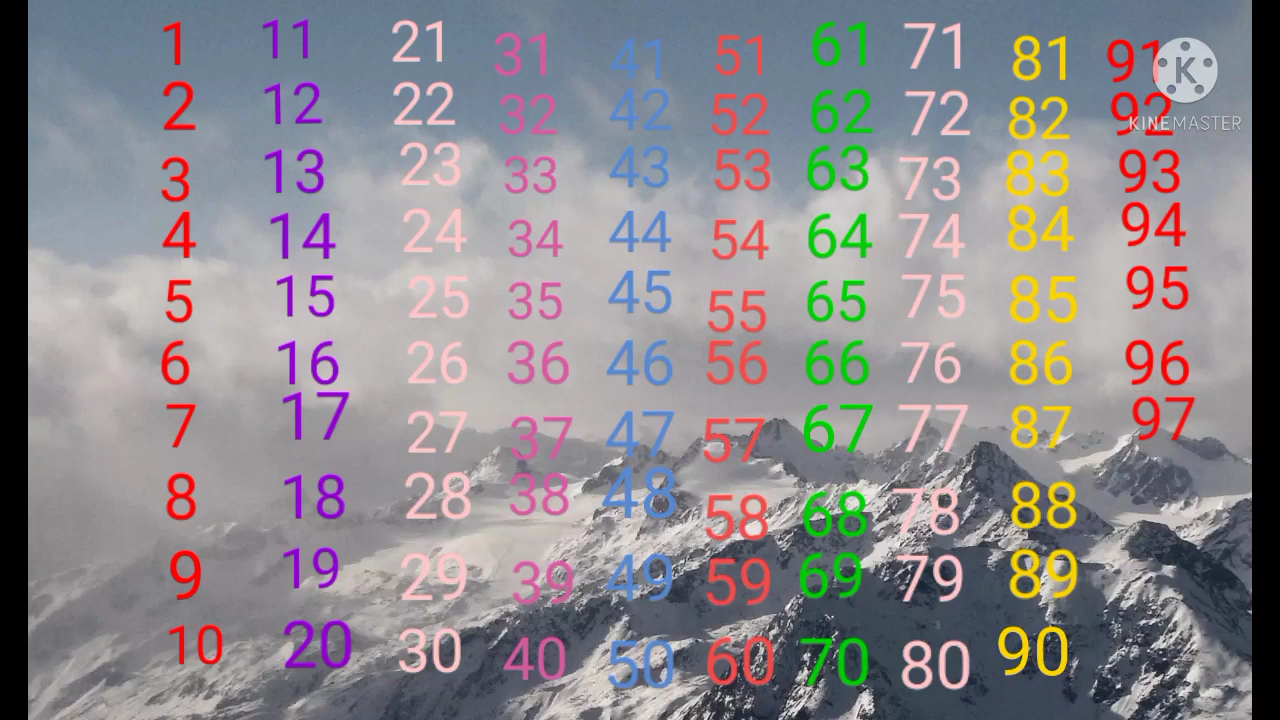 1 11 21 31 41 51 61 71 81 91
2 12 22 32 42 52 62 72 82 92
3 13 23 33 43 53 63 73 83 93
4 14 24 34 44 54 64 74 84 94
5 15 25 35 45 55 65 75 85 95
6 16 26 36 46 56 66 76 86 96
7 17 27 37 47 57 67 77 87 97
8 18 28 38 48 58 68 78 88
9 19 29 39 49 59 69 79 89
10 20 30 40 50 60 70 80 90
K
KINEMASTER